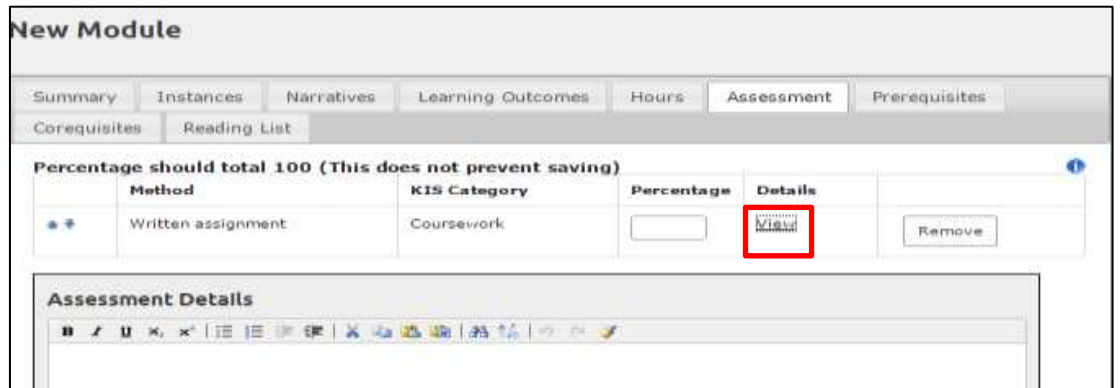 New Module
Summary Instances Narratives Learning Outcomes Hours Assessment Prerequisites
Corequisites Reading List
Percentage should total 100 (This does not prevent saving)
Method KIS Category Percentage Details
Written assignment Coursework View Remove
Assessment Details